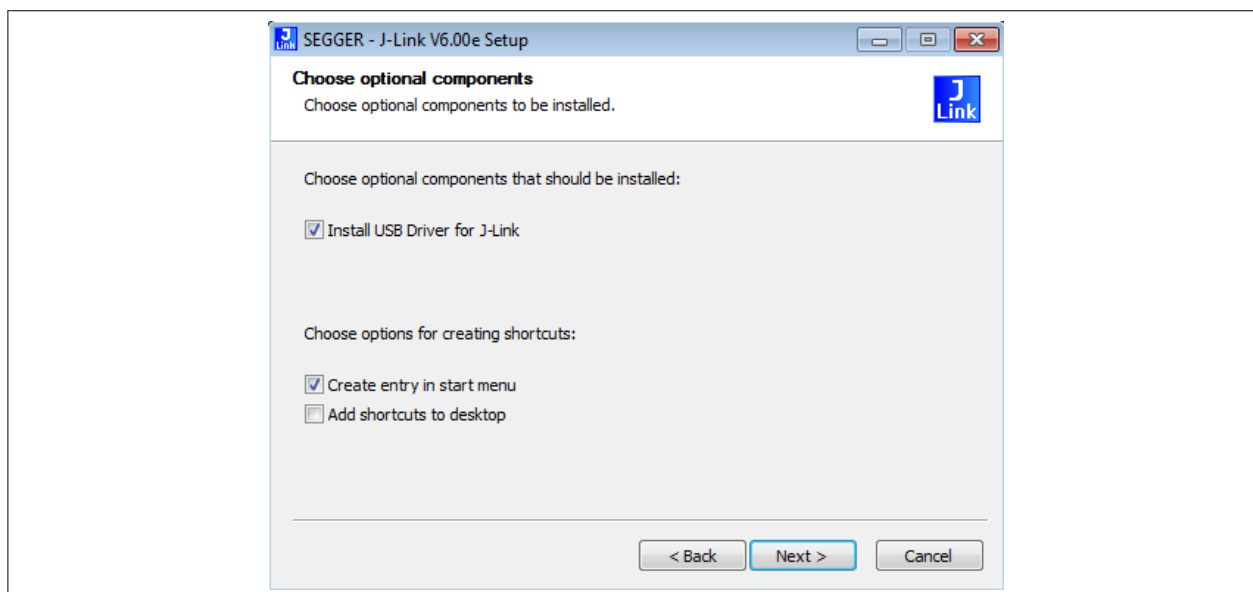 J
Link
SEGGER - J-Link V6.00e Setup
Choose optional components
Choose optional components to be installed.
J
Link
Choose optional components that should be installed:
Install USB Driver for J-Link
Choose options for creating shortcuts:
Create entry in start menu
Add shortcuts to desktop
< Back
Next >
Cancel